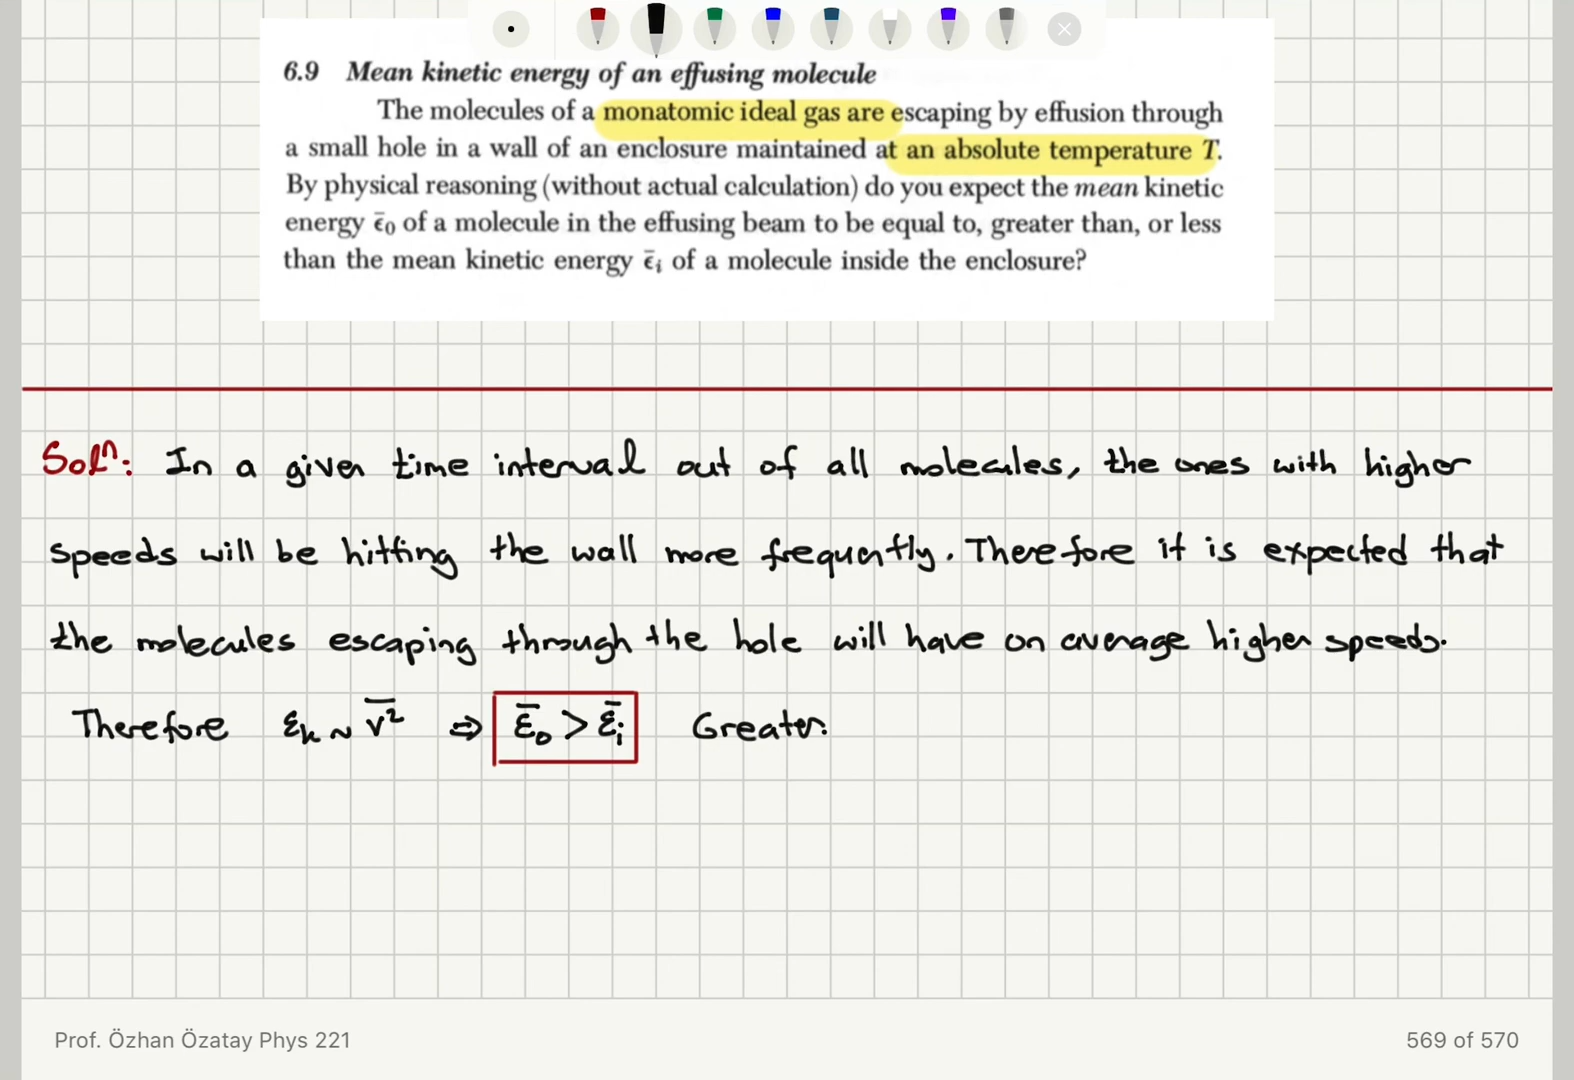 6.9 Mean kinetic energy of an effusing molecule
The molecules of a monatomic ideal gas are escaping by effusion through
a small hole in a wall of an enclosure maintained at an absolute temperature T.
By physical reasoning (without actual calculation) do you expect the mean kinetic
energy ε̄₀ of a molecule in the effusing beam to be equal to, greater than, or less
than the mean kinetic energy ε̄ᵢ of a molecule inside the enclosure?
Solⁿ: In a given time interval out of all molecules, the ones with higher
speeds will be hitting the wall more frequently. Therefore it is expected that
the molecules escaping through the hole will have on average higher speeds.
Therefore εₖ ~ v̅²̅ ⇒ ε̄₀ > ε̄ᵢ Greater.
Prof. Özhan Özatay Phys 221
569 of 570